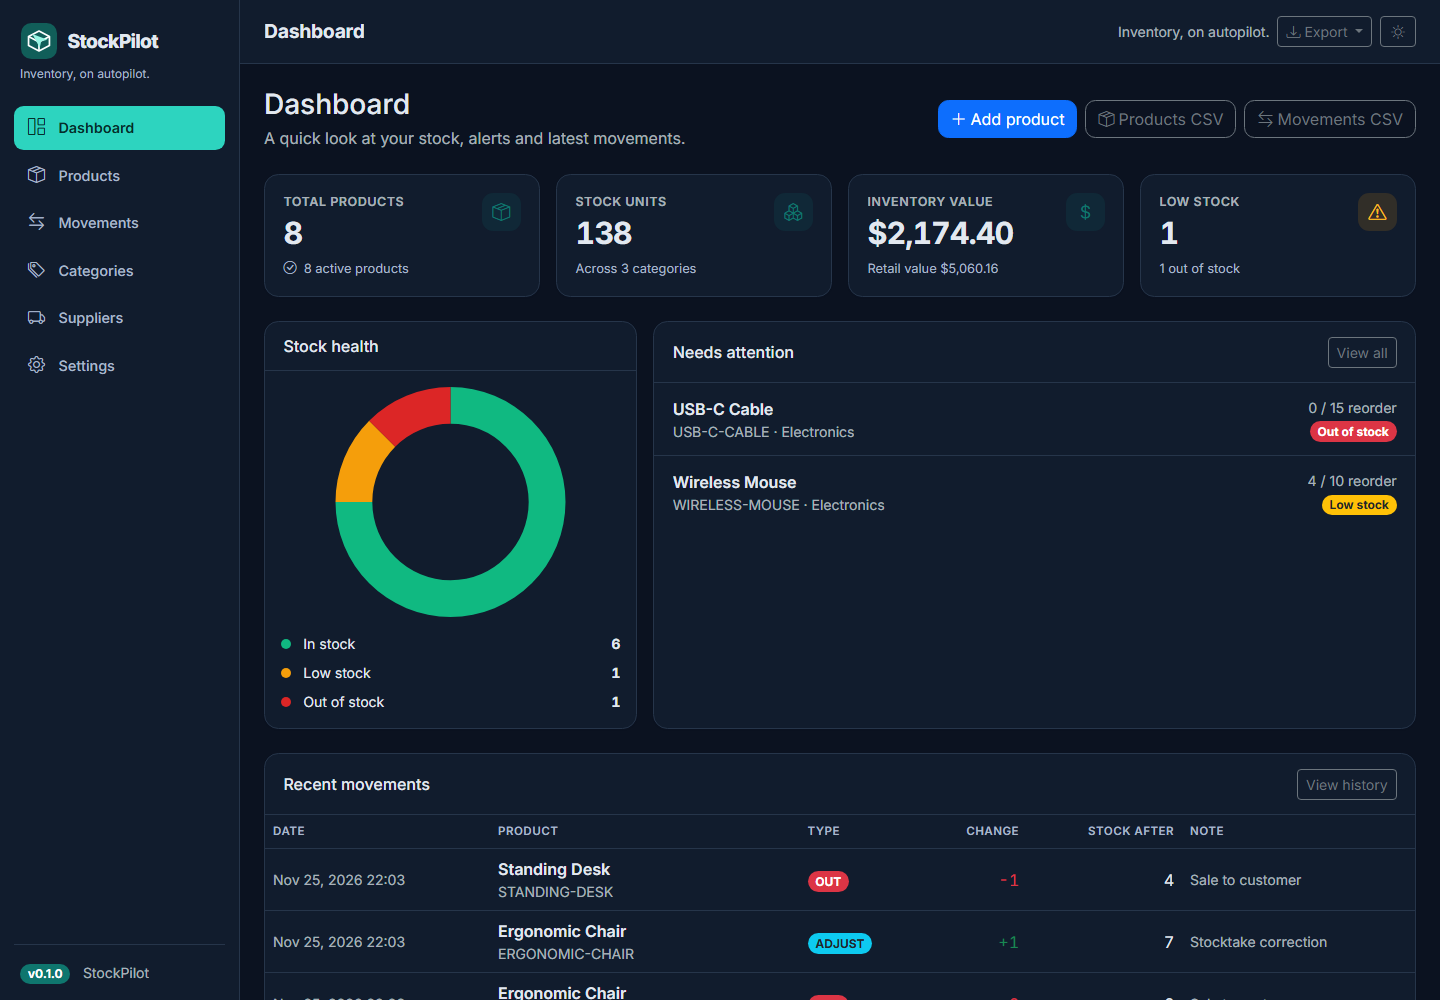 StockPilot
Inventory, on autopilot.
Dashboard
Products
Movements
Categories
Suppliers
Settings
v0.1.0 StockPilot
Dashboard
Inventory, on autopilot. Export
Dashboard
A quick look at your stock, alerts and latest movements.
Add product Products CSV Movements CSV
TOTAL PRODUCTS
8
8 active products
STOCK UNITS
138
Across 3 categories
INVENTORY VALUE
$2,174.40
Retail value $5,060.16
LOW STOCK
1
1 out of stock
Stock health
In stock 6
Low stock 1
Out of stock 1
Needs attention View all
USB-C Cable 0 / 15 reorder
USB-C-CABLE · Electronics Out of stock
Wireless Mouse 4 / 10 reorder
WIRELESS-MOUSE · Electronics Low stock
Recent movements View history
DATE PRODUCT TYPE CHANGE STOCK AFTER NOTE
Nov 25, 2026 22:03 Standing Desk STANDING-DESK OUT -1 4 Sale to customer
Nov 25, 2026 22:03 Ergonomic Chair ERGONOMIC-CHAIR ADJUST +1 7 Stocktake correction
Ergonomic Chair